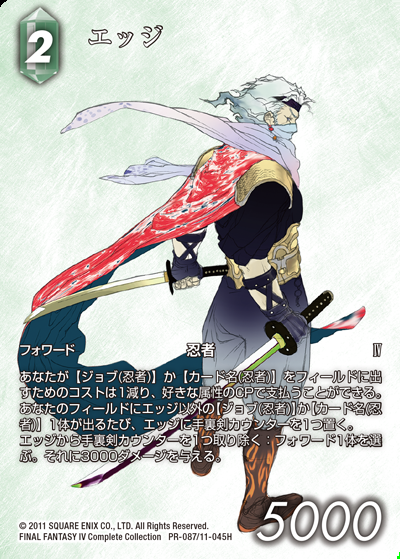 2
エッジ
フォワード 忍者 IV
あなたが【ジョブ(忍者)】か【カード名(忍者)】をフィールドに出
すためのコストは1減り、好きな属性のCPで支払うことができる。
あなたのフィールドにエッジ以外の【ジョブ(忍者)】か【カード名(忍
者)】1体が出るたび、エッジに手裏剣カウンターを1つ置く。
エッジから手裏剣カウンターを1つ取り除く：フォワード1体を選
ぶ。それに3000ダメージを与える。
© 2011 SQUARE ENIX CO., LTD. All Rights Reserved.
FINAL FANTASY IV Complete Collection PR-087/11-045H
5000